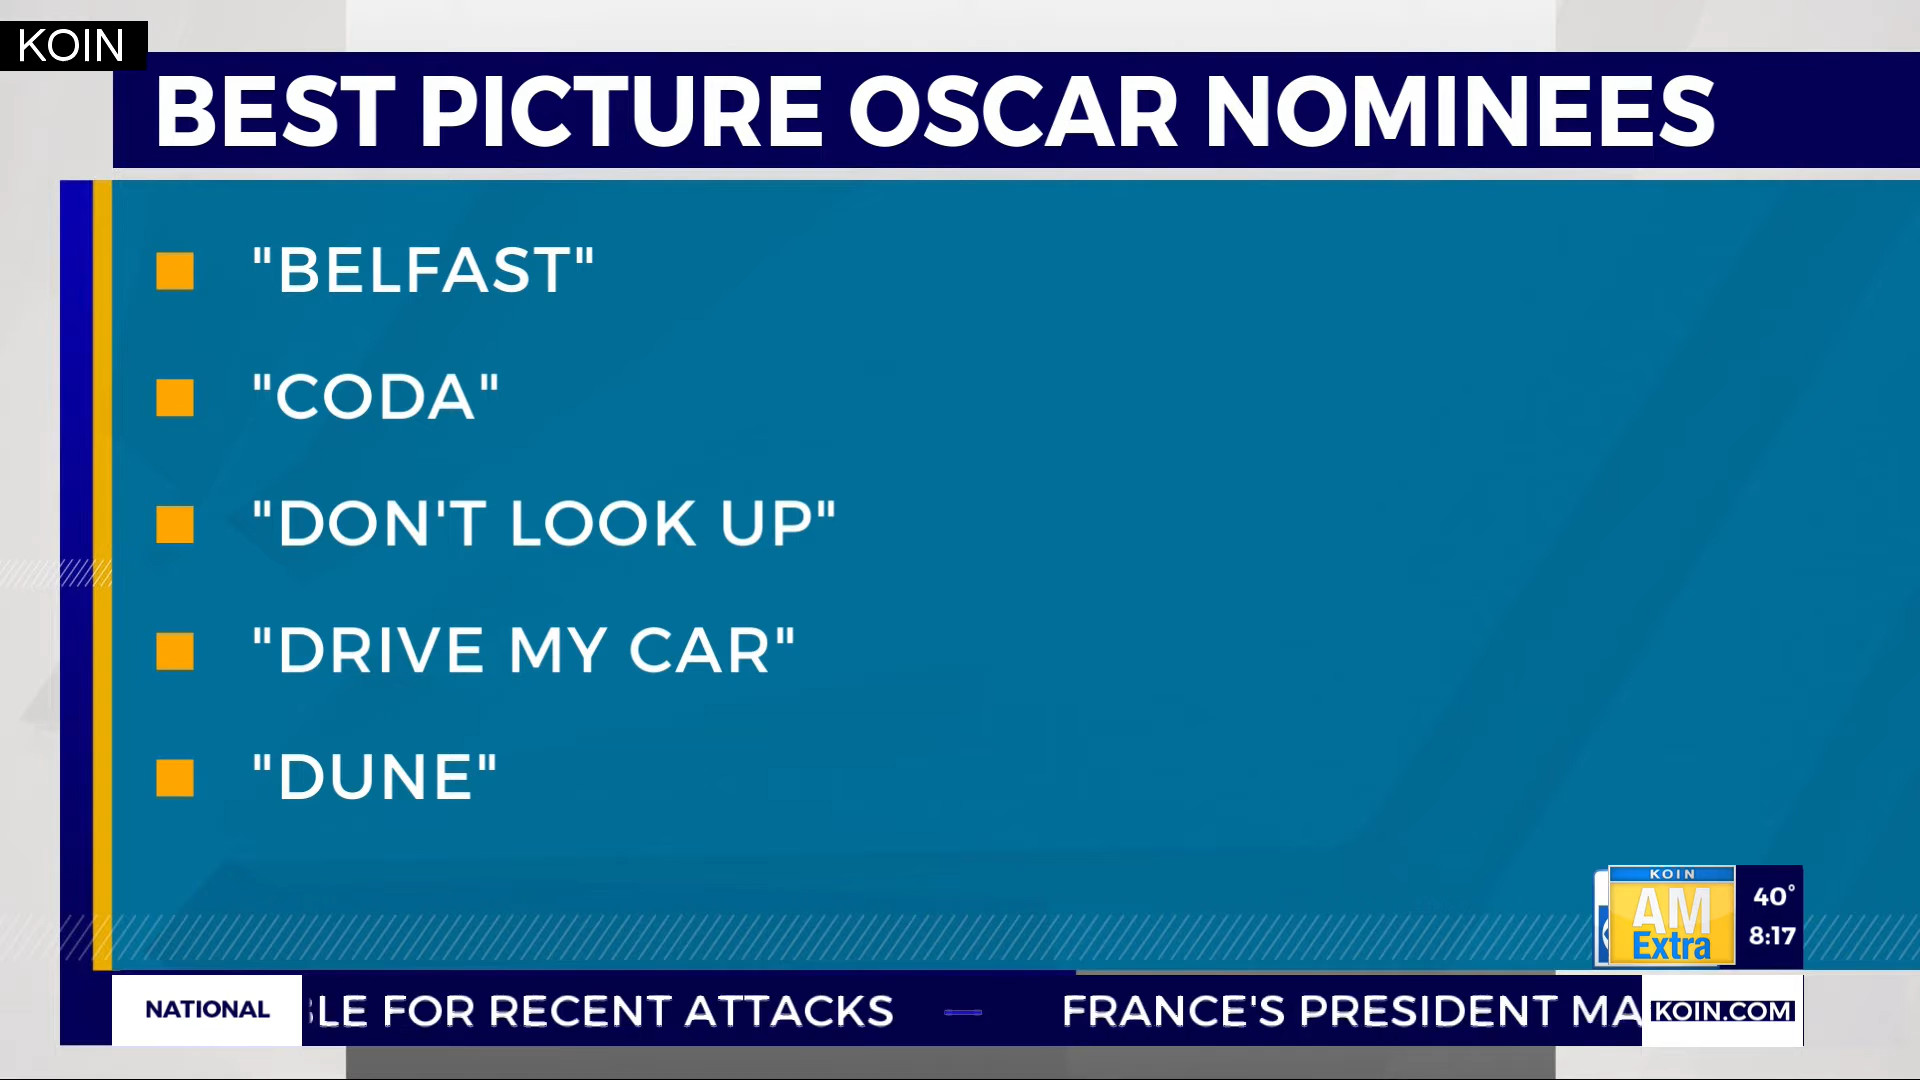 KOIN
BEST PICTURE OSCAR NOMINEES
"BELFAST"
"CODA"
"DON'T LOOK UP"
"DRIVE MY CAR"
"DUNE"
KOIN
AM
Extra
40°
8:17
NATIONAL
LE FOR RECENT ATTACKS — FRANCE'S PRESIDENT MA
KOIN.COM